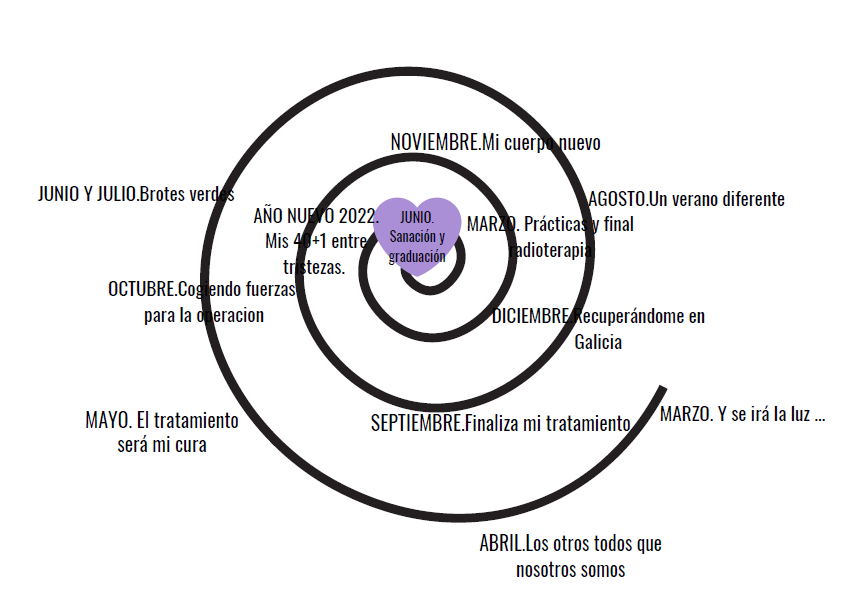 NOVIEMBRE.Mi cuerpo nuevo
JUNIO Y JULIO.Brotes verdes
AGOSTO.Un verano diferente
AÑO NUEVO 2022.
Mis 40+1 entre
tristezas.
JUNIO.
Sanación y
graduación
MARZO. Prácticas y final
radioterapia
OCTUBRE.Cogiendo fuerzas
para la operacion
DICIEMBRE.Recuperándome en
Galicia
MAYO. El tratamiento
será mi cura
SEPTIEMBRE.Finaliza mi tratamiento
MARZO. Y se irá la luz ...
ABRIL.Los otros todos que
nosotros somos